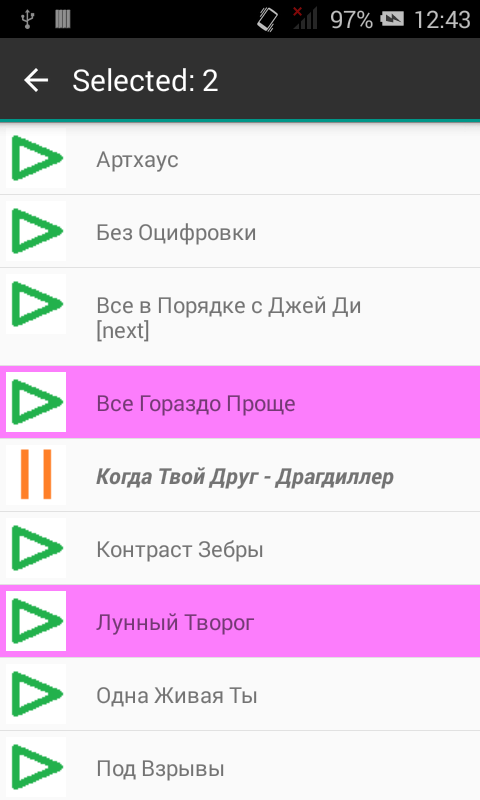 97% 12:43
Selected: 2
Артхаус
Без Оцифровки
Все в Порядке с Джей Ди
[next]
Все Гораздо Проще
Когда Твой Друг - Драгдиллер
Контраст Зебры
Лунный Творог
Одна Живая Ты
Под Взрывы